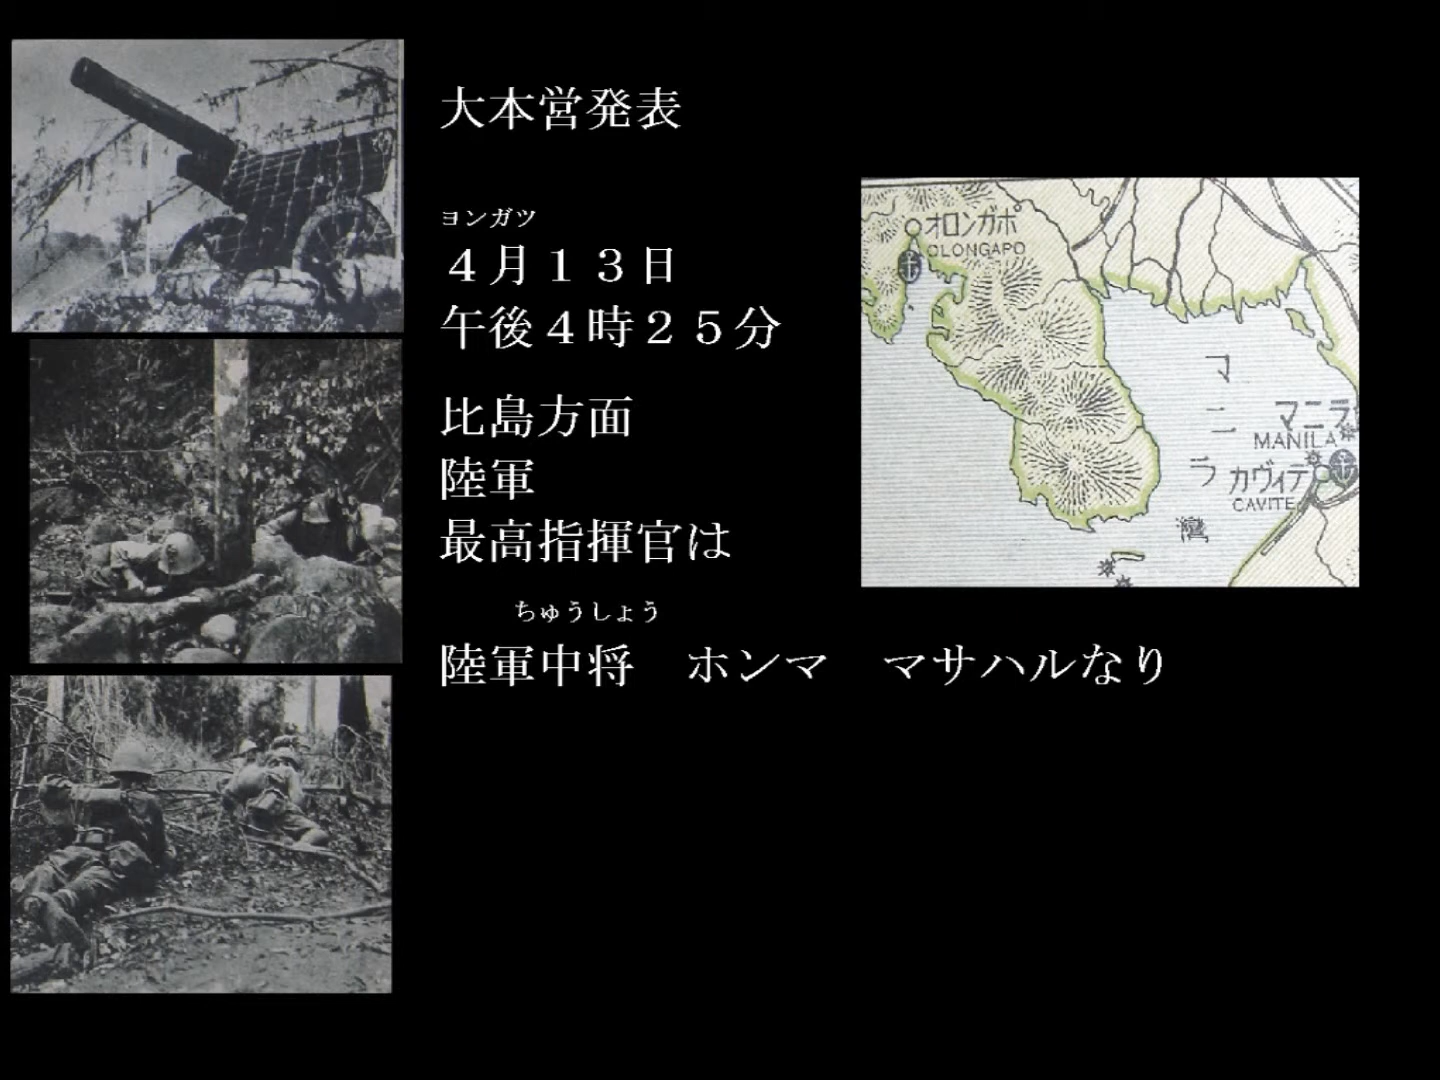 大本営発表
ヨンガツ
４月１３日
午後４時２５分
比島方面
陸軍
最高指揮官は
ちゅうしょう
陸軍中将　ホンマ　マサハルなり
オロンガポ
OLONGAPO
マニラ灣
マニラ
MANILA
カヴィテ
CAVITE